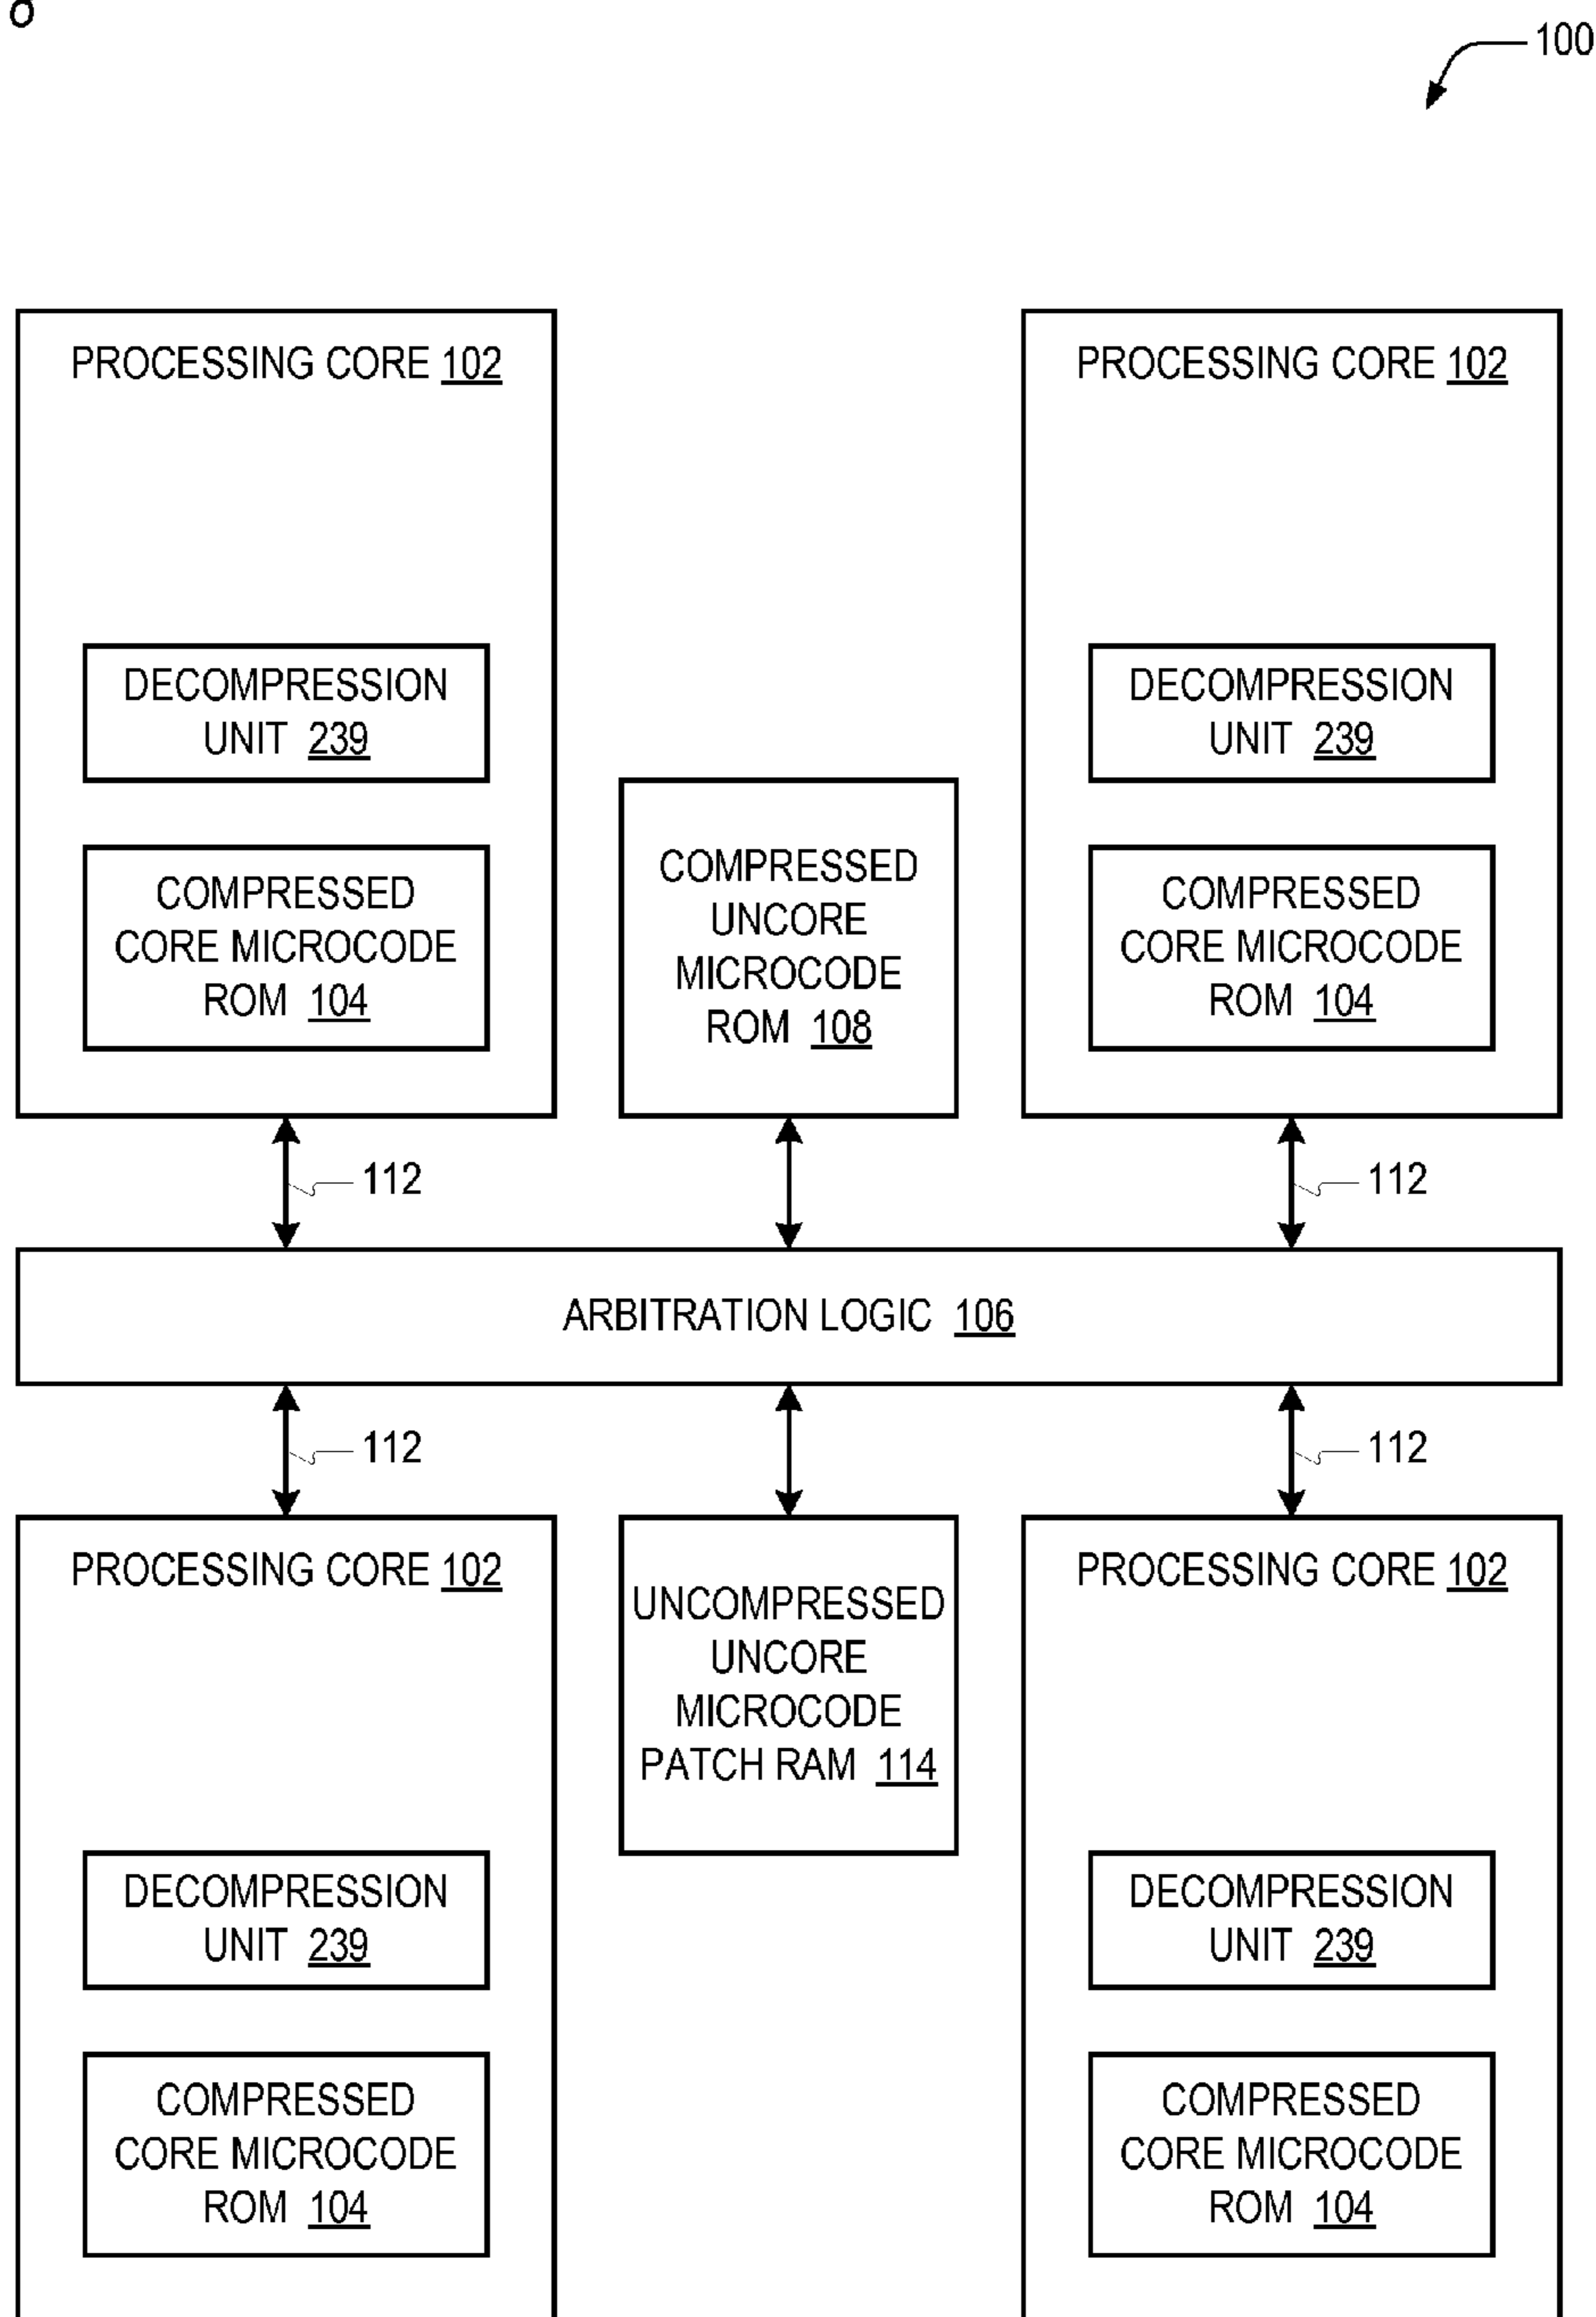 100
PROCESSING CORE 102
DECOMPRESSION
UNIT 239
COMPRESSED
CORE MICROCODE
ROM 104
COMPRESSED
UNCORE
MICROCODE
ROM 108
PROCESSING CORE 102
DECOMPRESSION
UNIT 239
COMPRESSED
CORE MICROCODE
ROM 104
112
112
ARBITRATION LOGIC 106
112
112
PROCESSING CORE 102
DECOMPRESSION
UNIT 239
COMPRESSED
CORE MICROCODE
ROM 104
UNCOMPRESSED
UNCORE
MICROCODE
PATCH RAM 114
PROCESSING CORE 102
DECOMPRESSION
UNIT 239
COMPRESSED
CORE MICROCODE
ROM 104